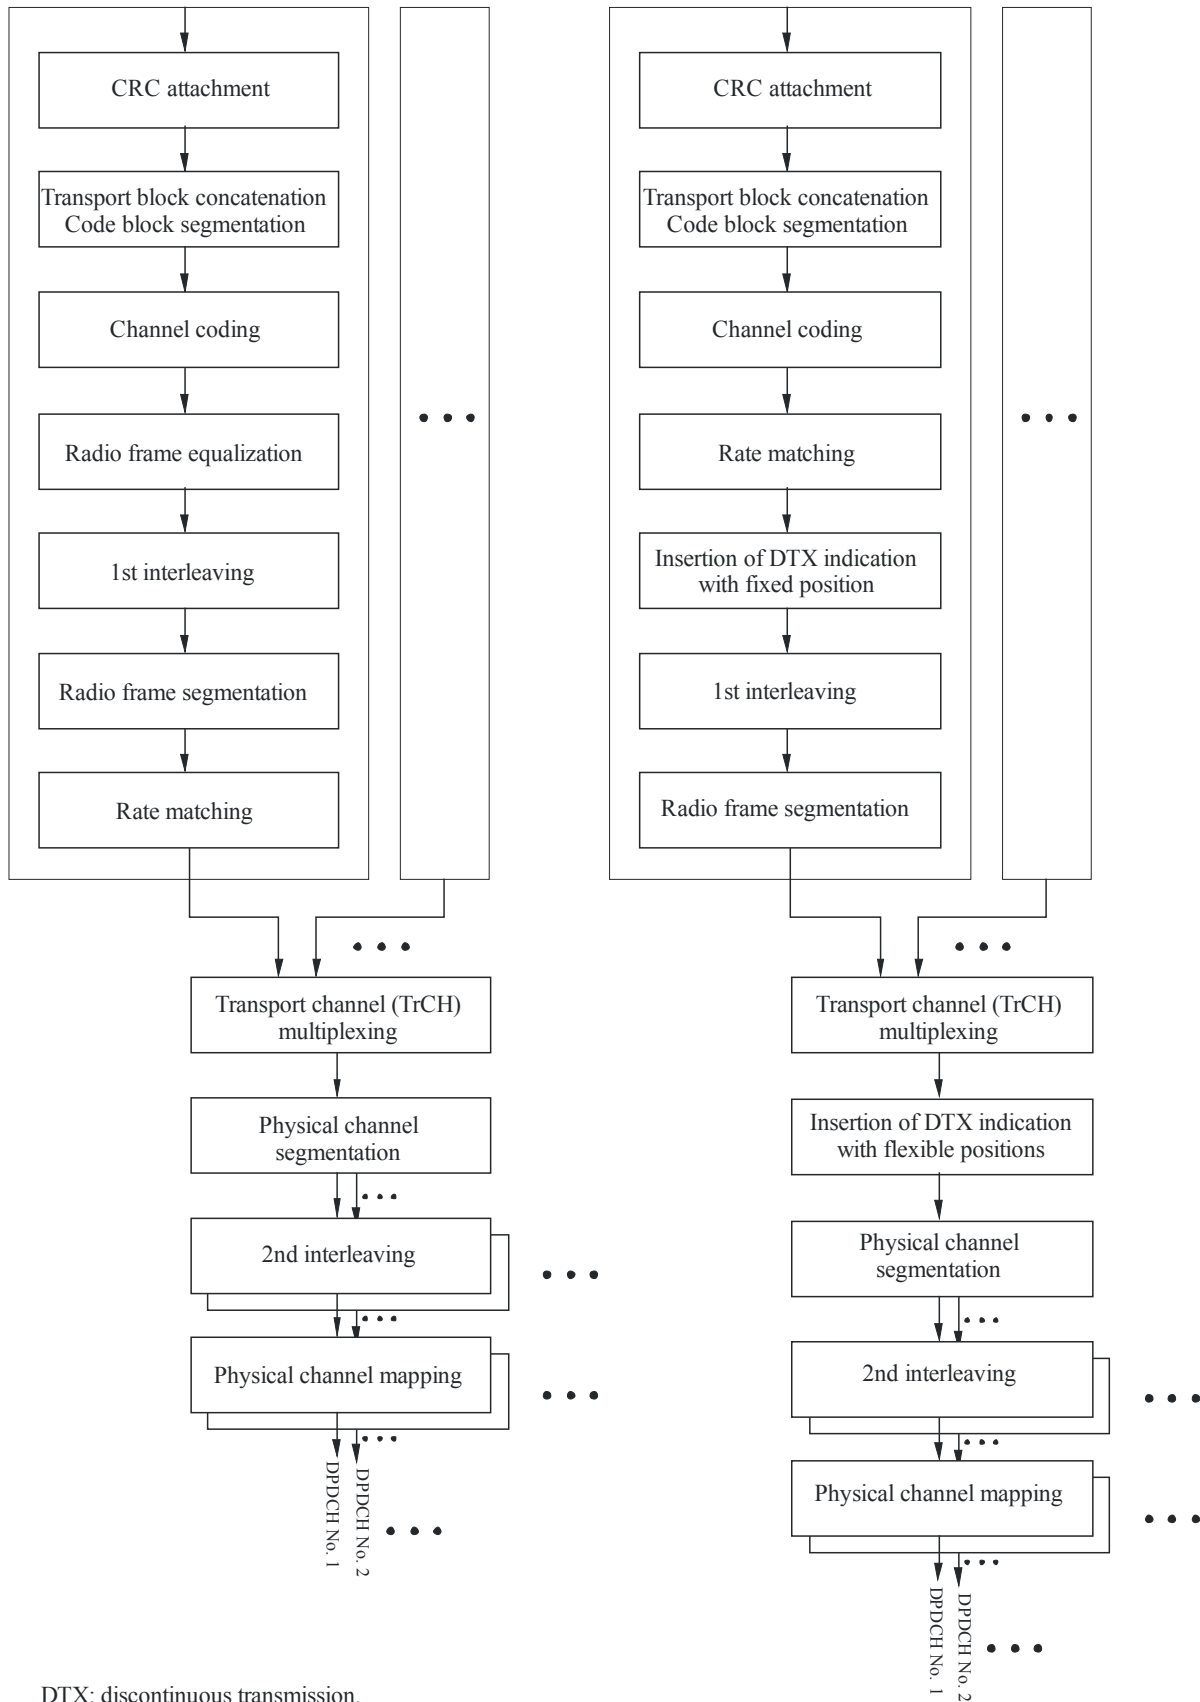 CRC attachment
Transport block concatenation
Code block segmentation
Channel coding
Radio frame equalization
1st interleaving
Radio frame segmentation
Rate matching
Transport channel (TrCH)
multiplexing
Physical channel
segmentation
2nd interleaving
Physical channel mapping
DPDCH No. 1
DPDCH No. 2
CRC attachment
Transport block concatenation
Code block segmentation
Channel coding
Rate matching
Insertion of DTX indication
with fixed position
1st interleaving
Radio frame segmentation
Transport channel (TrCH)
multiplexing
Insertion of DTX indication
with flexible positions
Physical channel
segmentation
2nd interleaving
Physical channel mapping
DPDCH No. 1
DPDCH No. 2
DTX: discontinuous transmission.